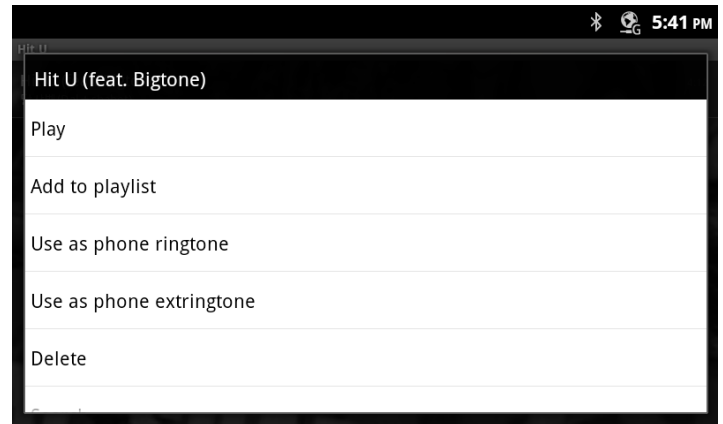 G 5:41 PM
Hit U
Hit U (feat. Bigtone)
Play
Add to playlist
Use as phone ringtone
Use as phone extringtone
Delete